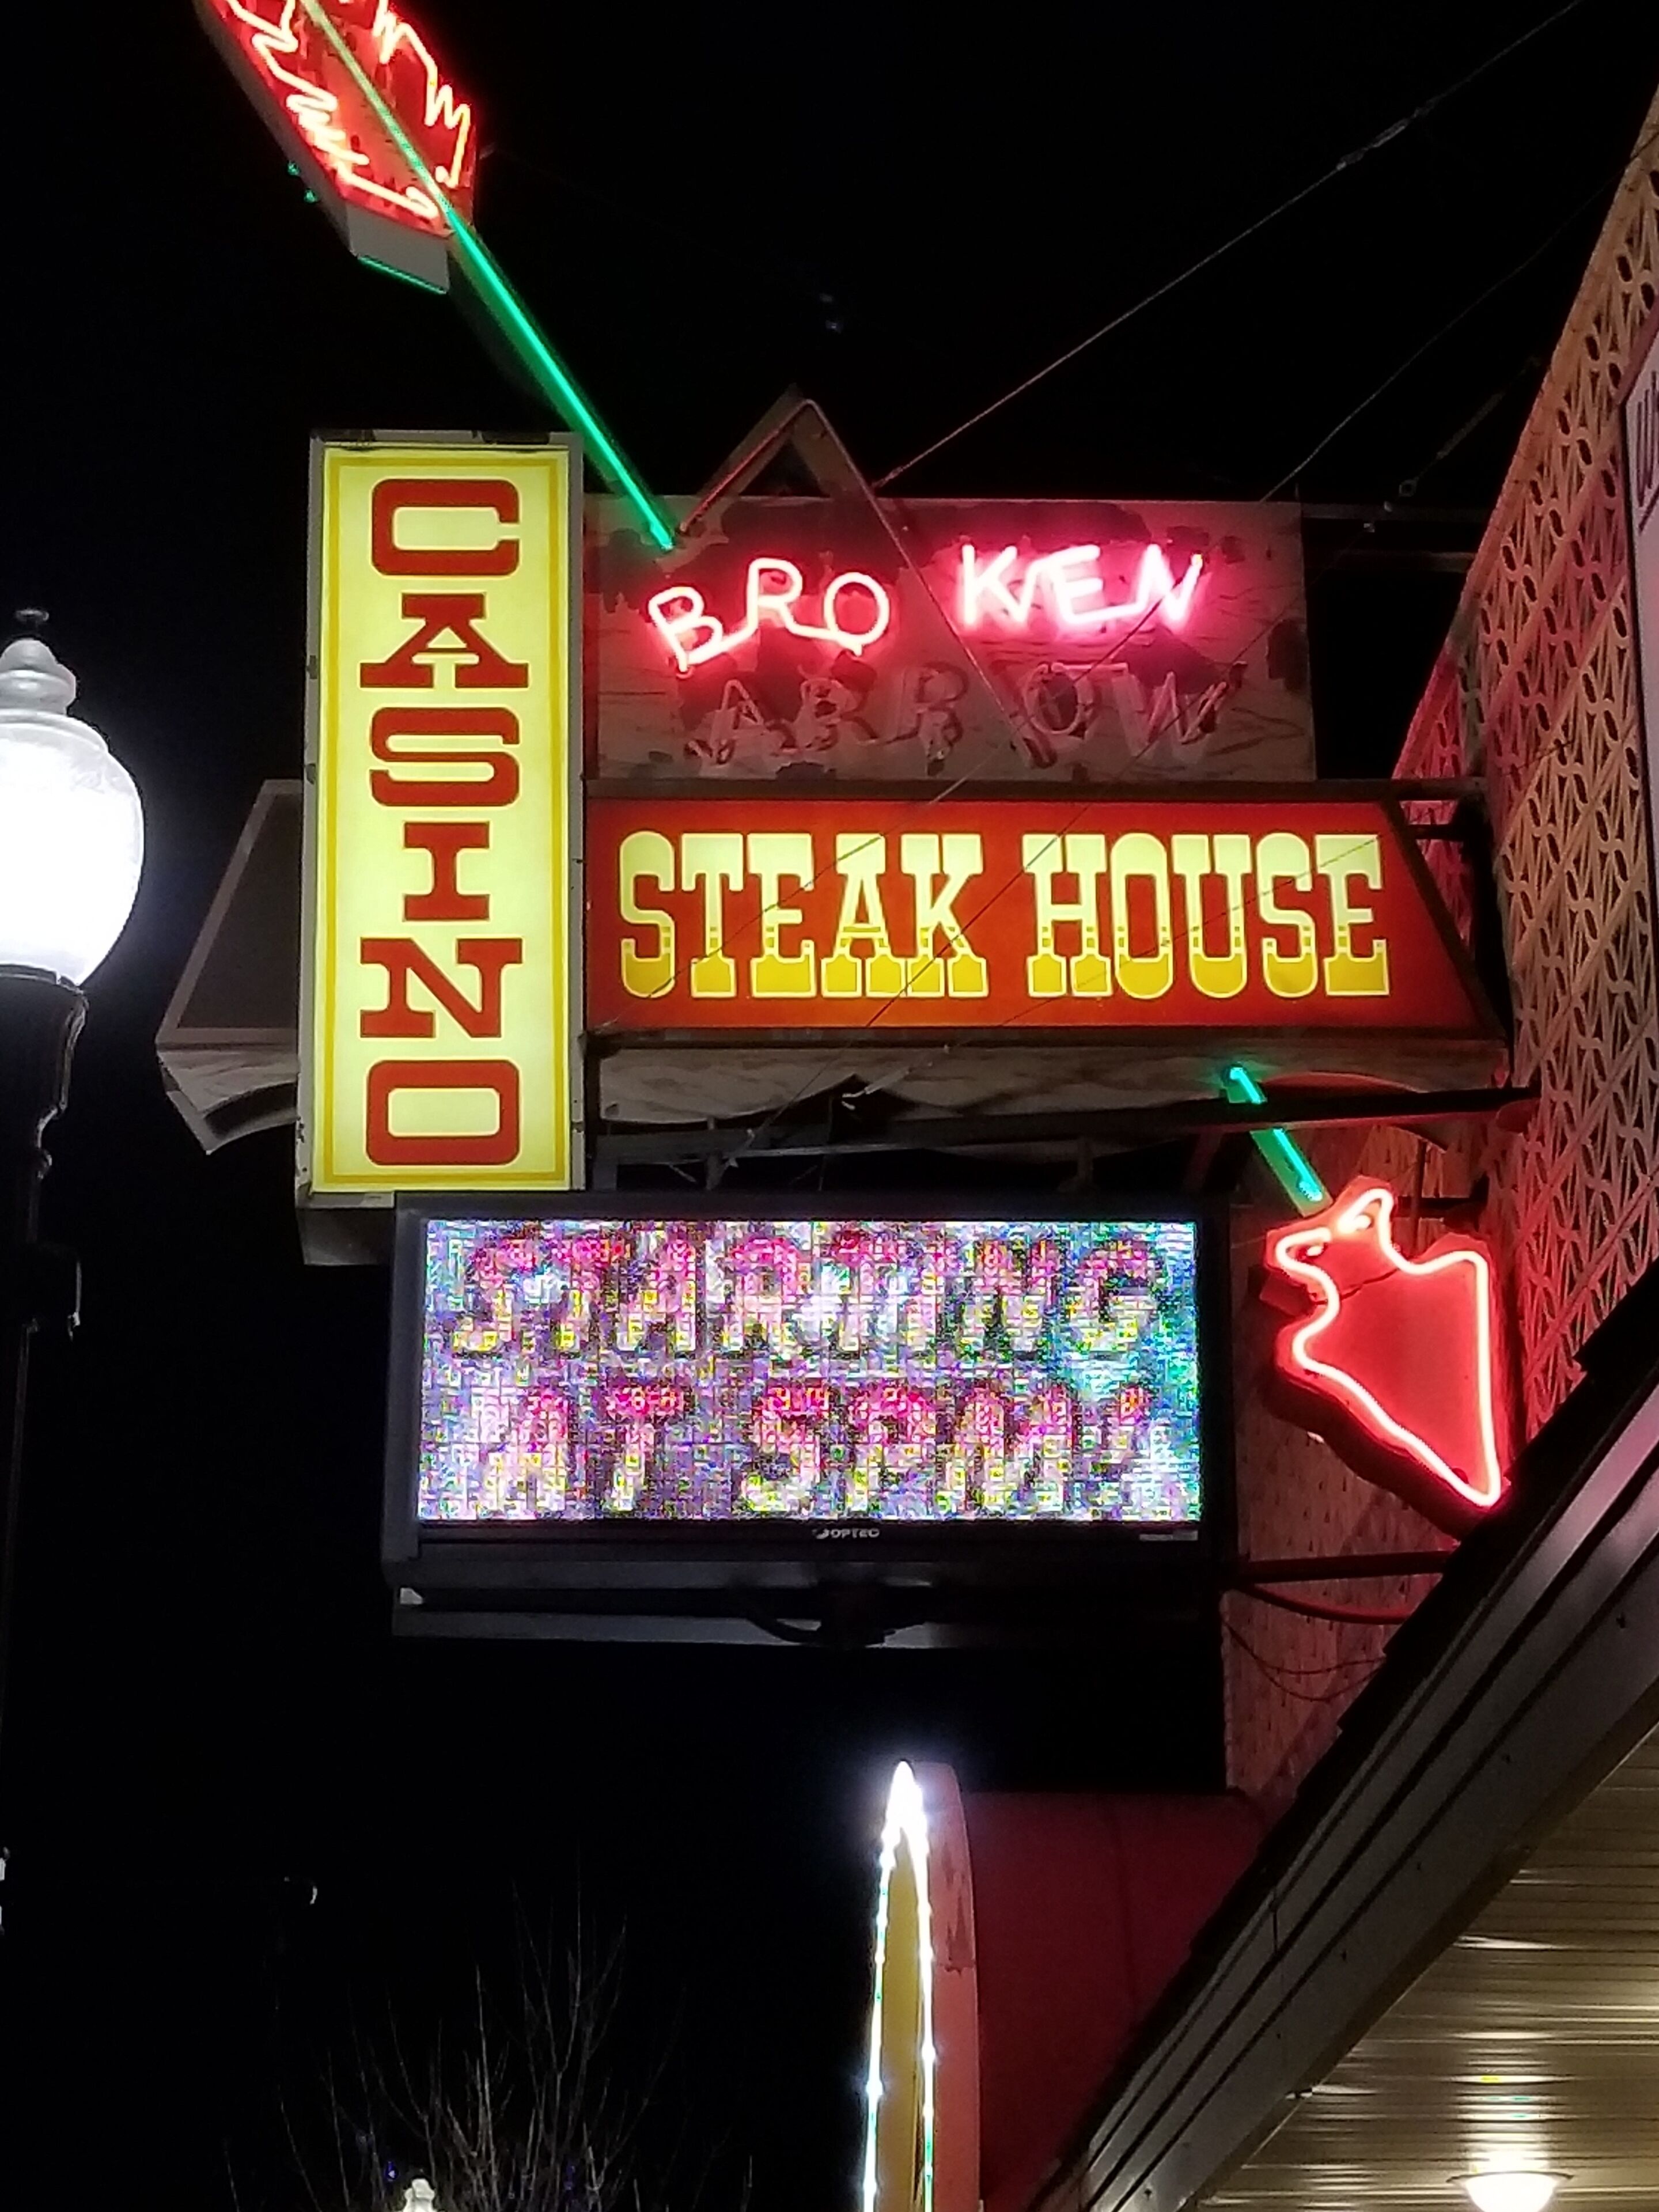 CASINO
BROKEN
ARROW
STEAK HOUSE
STARTING
AT 5PM!
OPTEC